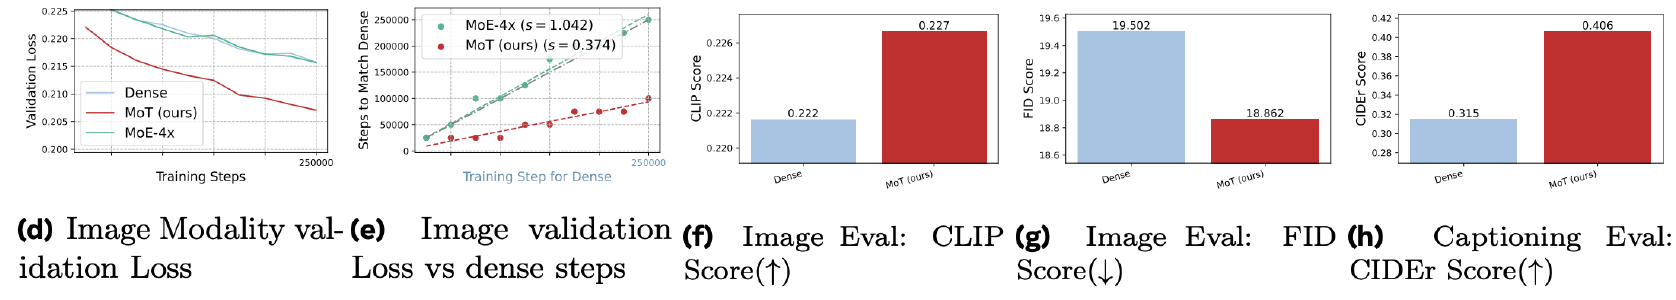 0.225
0.220
0.215
0.210
0.205
0.200
Validation Loss
Dense
MoT (ours)
MoE-4x
250000
Training Steps
250000
200000
150000
100000
50000
0
Steps to Match Dense
MoE-4x (s = 1.042)
MoT (ours) (s = 0.374)
250000
Training Step for Dense
0.226
0.224
0.222
0.220
CLIP Score
0.222
0.227
Dense
MoT (ours)
19.6
19.4
19.2
19.0
18.8
18.6
FID Score
19.502
18.862
Dense
MoT (ours)
0.42
0.40
0.38
0.36
0.34
0.32
0.30
0.28
CIDEr Score
0.315
0.406
Dense
MoT (ours)
(d) Image Modality val-
idation Loss
(e) Image validation
Loss vs dense steps
(f) Image Eval: CLIP
Score(↑)
(g) Image Eval: FID
Score(↓)
(h) Captioning Eval:
CIDEr Score(↑)